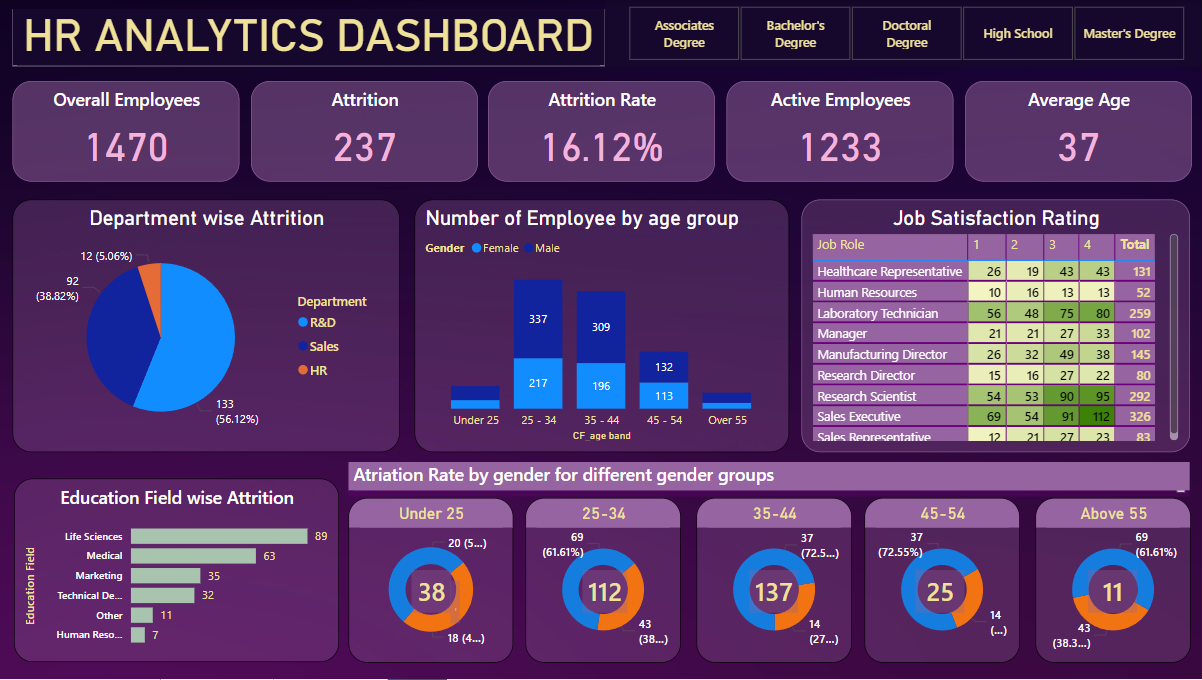 HR ANALYTICS DASHBOARD
Associates
Degree
Bachelor's
Degree
Doctoral
Degree
High School
Master's Degree
Overall Employees
1470
Attrition
237
Attrition Rate
16.12%
Active Employees
1233
Average Age
37
Department wise Attrition
12 (5.06%)
92
(38.82%)
133
(56.12%)
Department
R&D
Sales
HR
Number of Employee by age group
Gender Female Male
337
217
309
196
132
113
Under 25 25 - 34 35 - 44 45 - 54 Over 55
CF_age band
Job Satisfaction Rating
Job Role 1 2 3 4 Total
Healthcare Representative 26 19 43 43 131
Human Resources 10 16 13 13 52
Laboratory Technician 56 48 75 80 259
Manager 21 21 27 33 102
Manufacturing Director 26 32 49 38 145
Research Director 15 16 27 22 80
Research Scientist 54 53 90 95 292
Sales Executive 69 54 91 112 326
Sales Representative 12 21 27 23 83
Education Field wise Attrition
Education Field
Life Sciences 89
Medical 63
Marketing 35
Technical De... 32
Other 11
Human Reso... 7
Atriation Rate by gender for different gender groups
Under 25
20 (5...)
38
18 (4...)
25-34
69
(61.61%)
112
43
(38...)
35-44
37
(72.5...)
137
14
(27...)
45-54
37
(72.55%)
25
14
(...)
Above 55
69
(61.61%)
11
43
(38.3...)